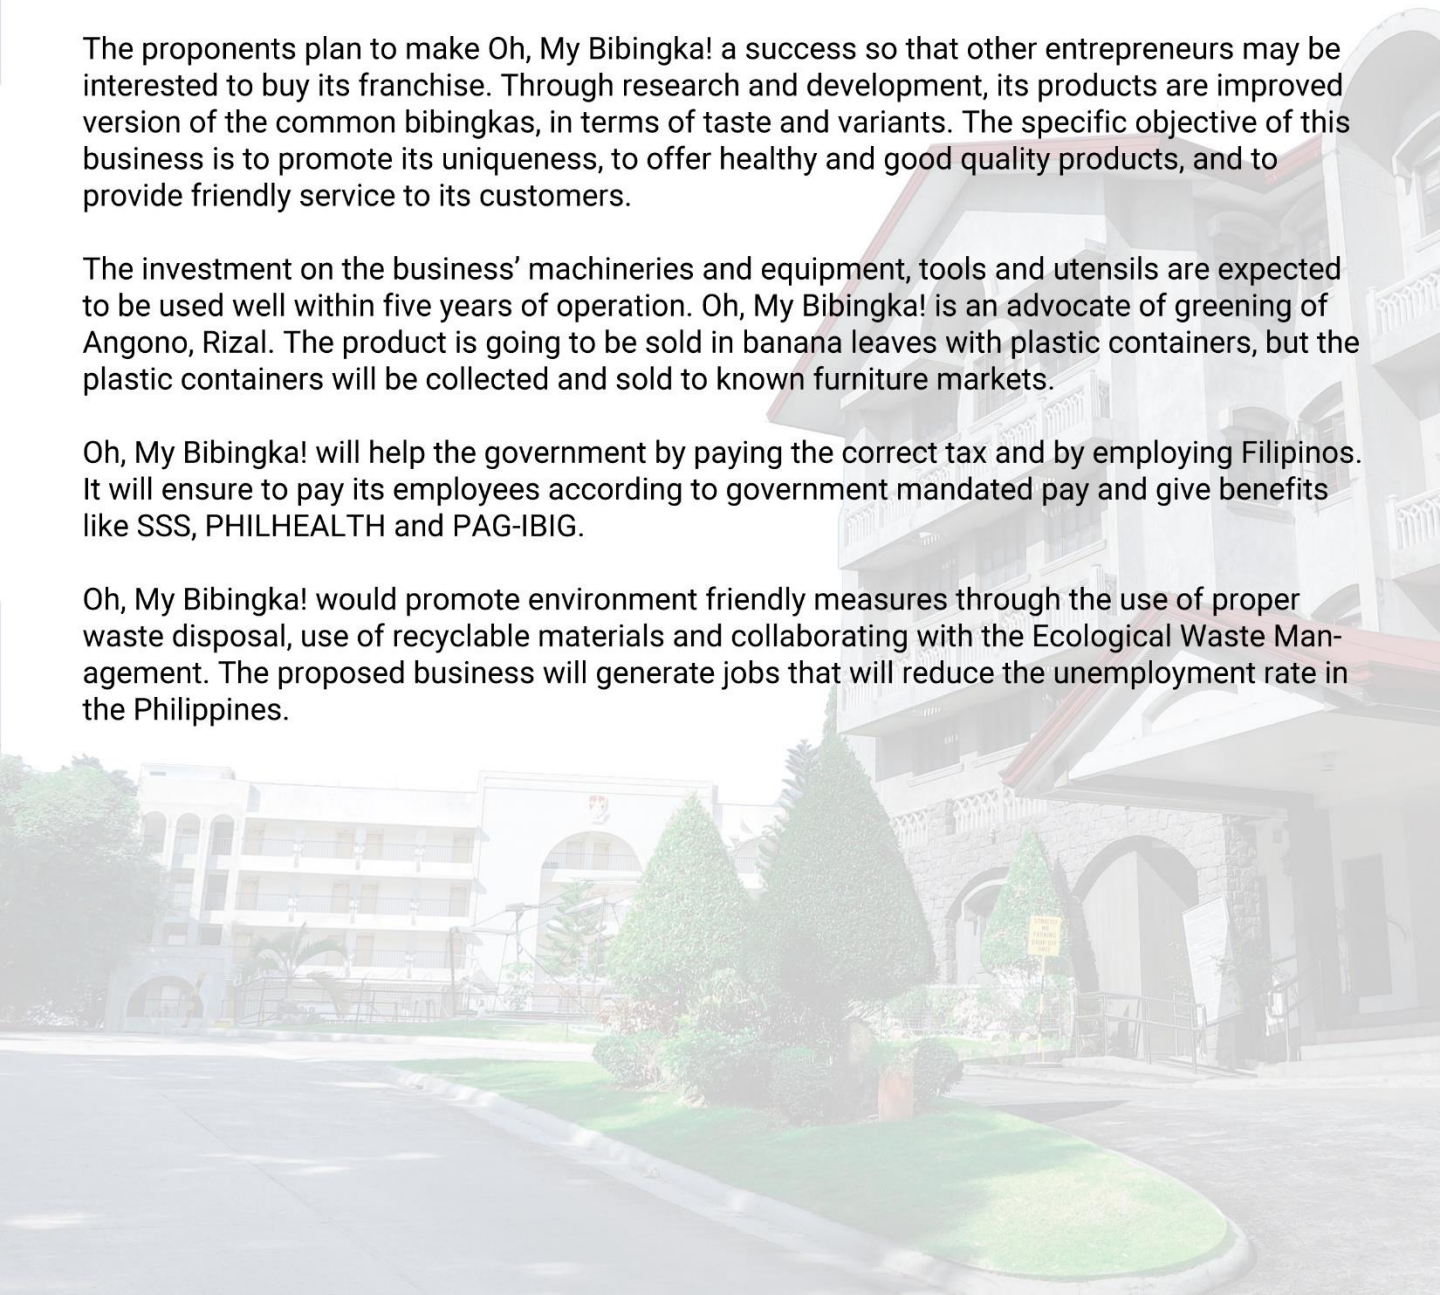 The proponents plan to make Oh, My Bibingka! a success so that other entrepreneurs may be
interested to buy its franchise. Through research and development, its products are improved
version of the common bibingkas, in terms of taste and variants. The specific objective of this
business is to promote its uniqueness, to offer healthy and good quality products, and to
provide friendly service to its customers.
The investment on the business’ machineries and equipment, tools and utensils are expected
to be used well within five years of operation. Oh, My Bibingka! is an advocate of greening of
Angono, Rizal. The product is going to be sold in banana leaves with plastic containers, but the
plastic containers will be collected and sold to known furniture markets.
Oh, My Bibingka! will help the government by paying the correct tax and by employing Filipinos.
It will ensure to pay its employees according to government mandated pay and give benefits
like SSS, PHILHEALTH and PAG-IBIG.
Oh, My Bibingka! would promote environment friendly measures through the use of proper
waste disposal, use of recyclable materials and collaborating with the Ecological Waste Man-
agement. The proposed business will generate jobs that will reduce the unemployment rate in
the Philippines.